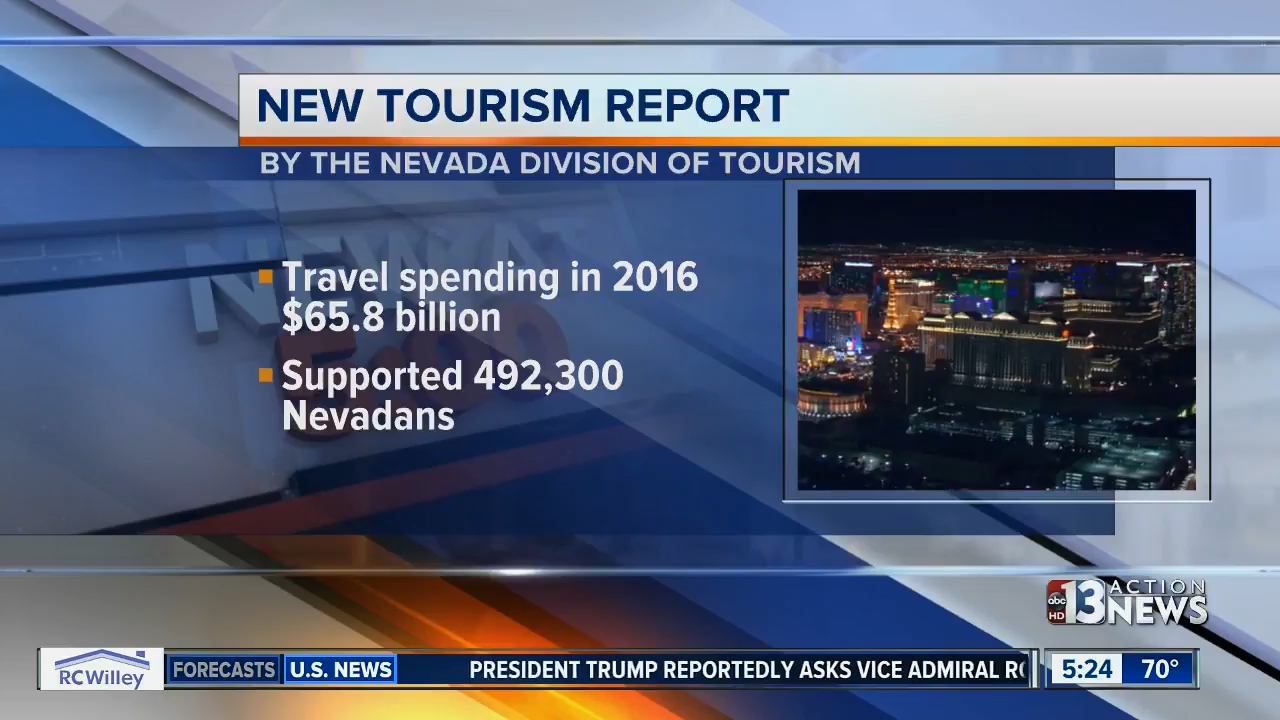 NEW TOURISM REPORT
BY THE NEVADA DIVISION OF TOURISM
Travel spending in 2016
$65.8 billion
Supported 492,300
Nevadans
abc HD 13 ACTION NEWS
RCWilley
FORECASTS U.S. NEWS PRESIDENT TRUMP REPORTEDLY ASKS VICE ADMIRAL
5:24 70°